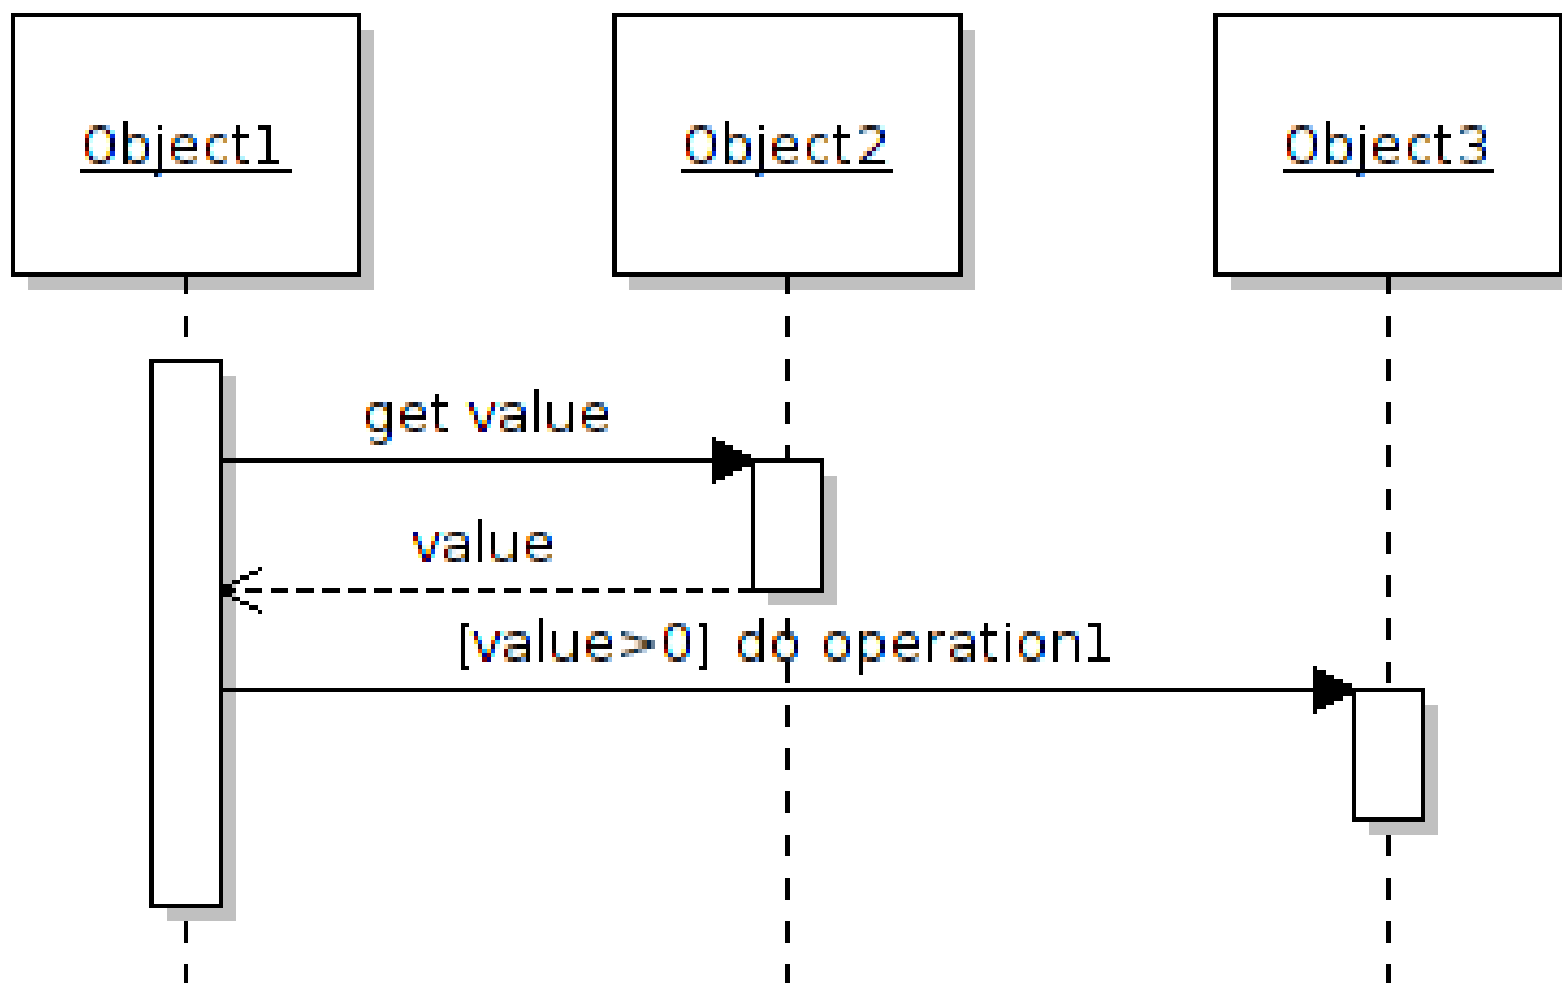 Object1
Object2
Object3
get value
value
[value>0] do operation1